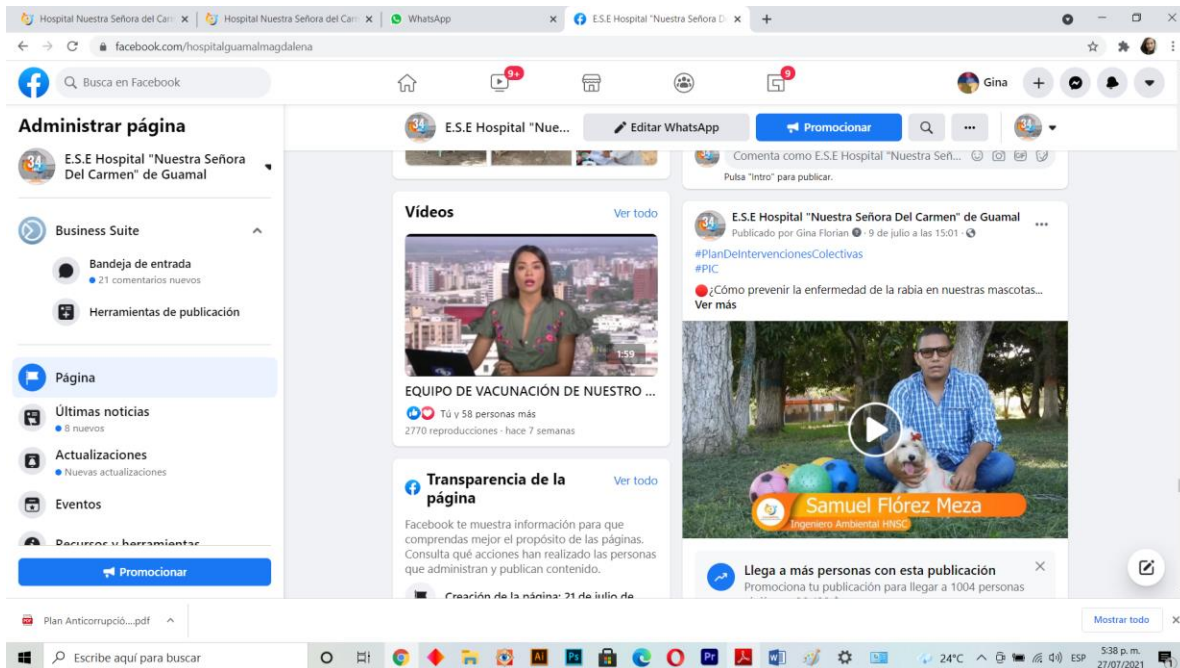 Hospital Nuestra Señora del Carr
Hospital Nuestra Señora del Carr
WhatsApp
E.S.E Hospital "Nuestra Señora D
facebook.com/hospitalguamalmagdalena
Busca en Facebook
9+
9
Gina
Administrar página
E.S.E Hospital "Nuestra Señora
Del Carmen" de Guamal
Business Suite
Bandeja de entrada
21 comentarios nuevos
Herramientas de publicación
Página
Últimas noticias
8 nuevos
Actualizaciones
Nuevas actualizaciones
Eventos
Recursos y herramientas
Promocionar
E.S.E Hospital "Nue...
Editar WhatsApp
Promocionar
Vídeos
Ver todo
1:59
EQUIPO DE VACUNACIÓN DE NUESTRO ...
Tú y 58 personas más
2770 reproducciones · hace 7 semanas
Transparencia de la
página
Ver todo
Facebook te muestra información para que
comprendas mejor el propósito de las páginas.
Consulta qué acciones han realizado las personas
que administran y publican contenido.
Creación de la página: 21 de julio de
Comenta como E.S.E Hospital "Nuestra Señ...
GIF
Pulsa "Intro" para publicar.
E.S.E Hospital "Nuestra Señora Del Carmen" de Guamal
Publicado por Gina Florian · 9 de julio a las 15:01 ·
#PlanDeIntervencionesColectivas
#PIC
¿Cómo prevenir la enfermedad de la rabia en nuestras mascotas...
Ver más
Samuel Flórez Meza
Ingeniero Ambiental HNSC
Llega a más personas con esta publicación
Promociona tu publicación para llegar a 1004 personas
Plan Anticorrupció....pdf
Mostrar todo
Escribe aquí para buscar
24°C
ESP
5:38 p. m.
27/07/2021